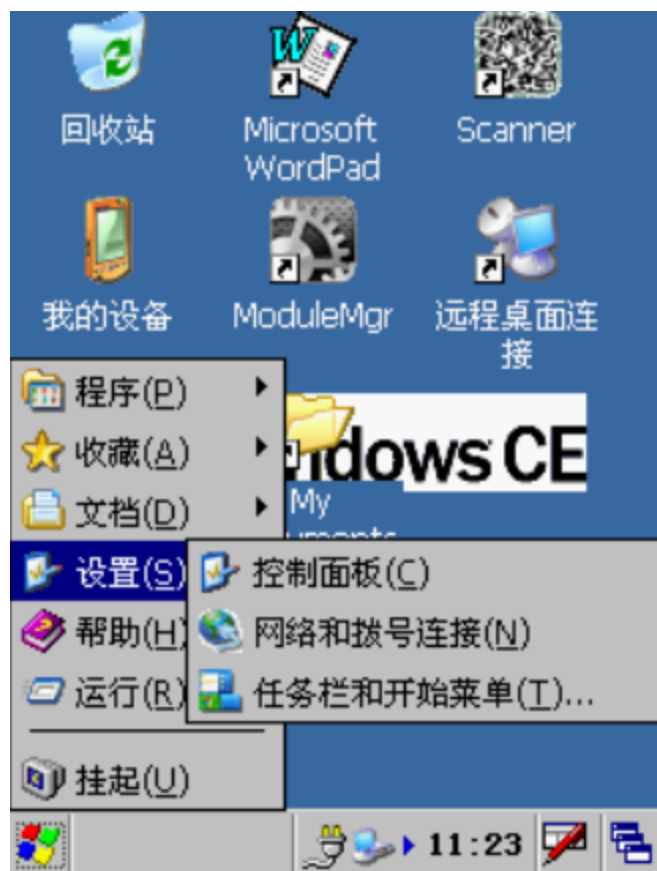 回收站
Microsoft
WordPad
Scanner
我的设备
ModuleMgr
远程桌面连
接
程序(P)
收藏(A)
dows CE
文档(D)
My
设置(S)
控制面板(C)
帮助(H)
网络和拨号连接(N)
运行(R)
任务栏和开始菜单(T)...
挂起(U)
11:23